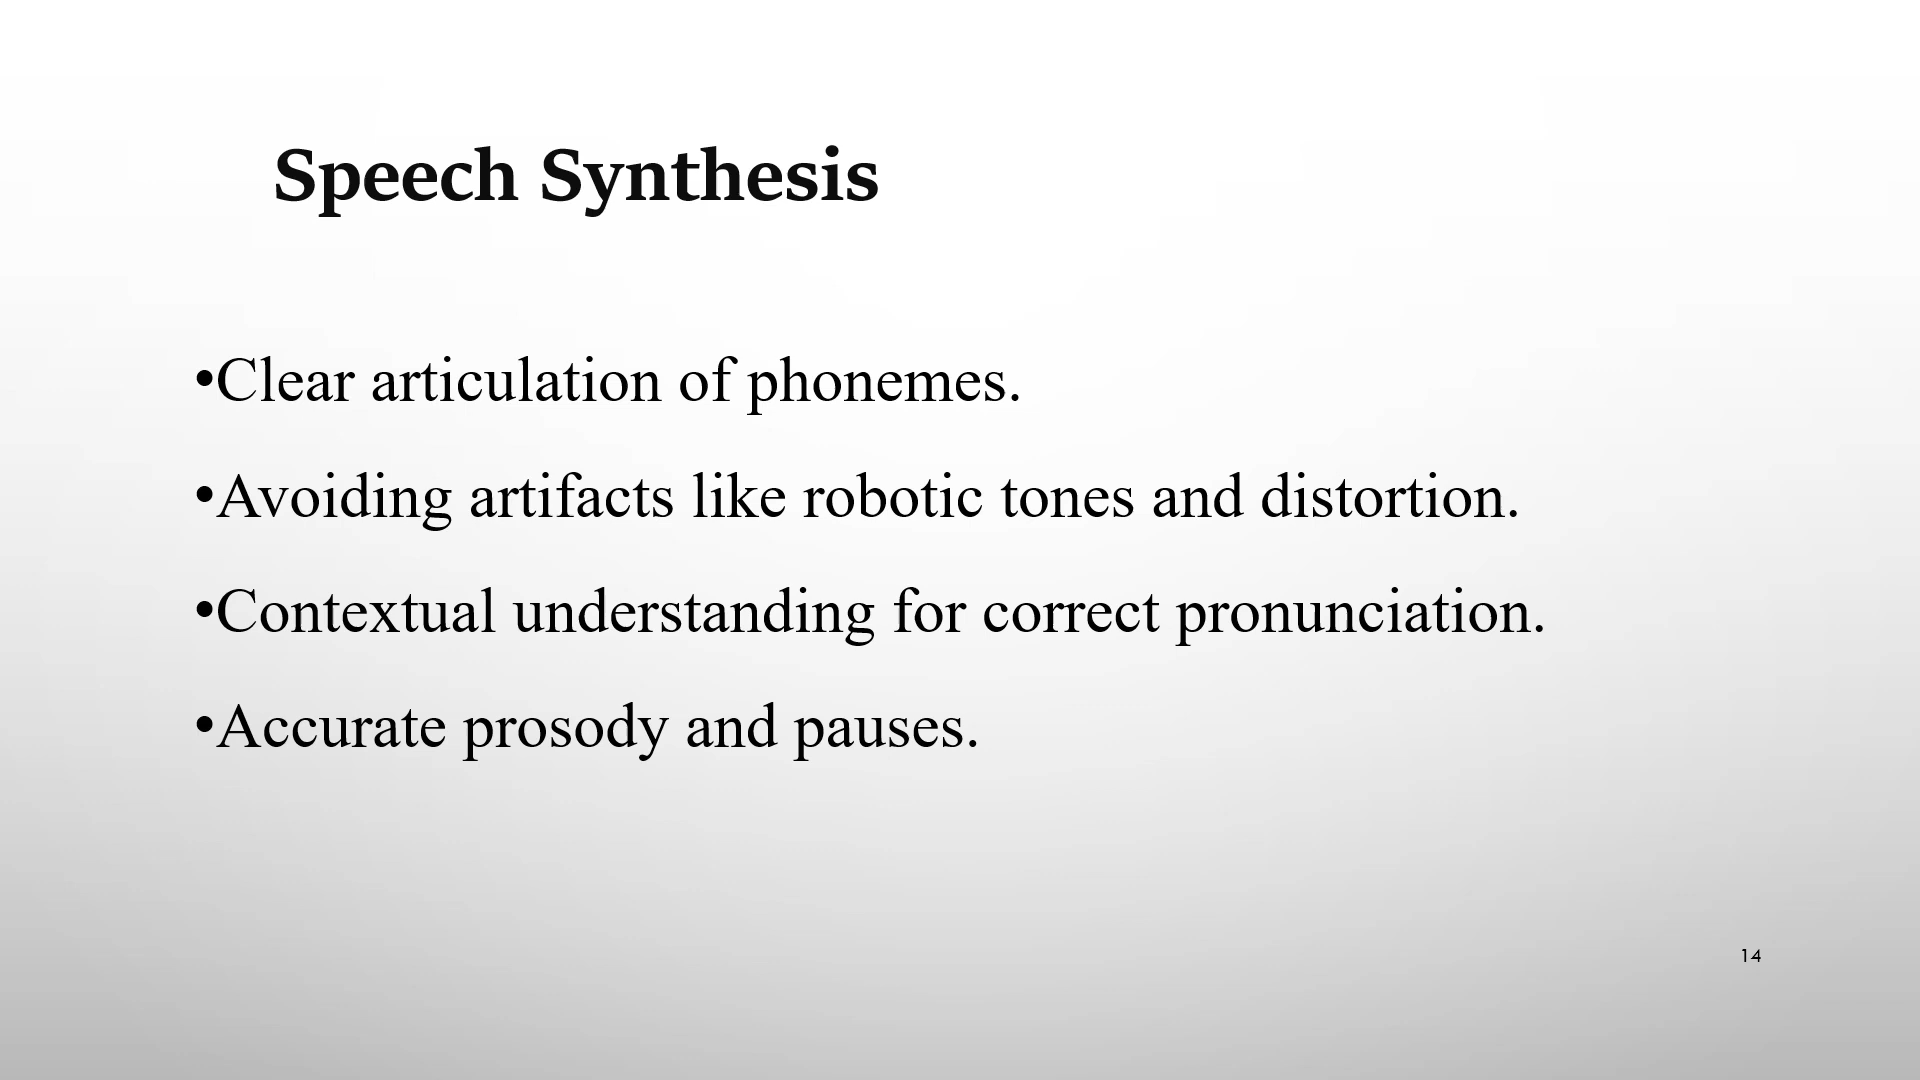 Speech Synthesis
•Clear articulation of phonemes.
•Avoiding artifacts like robotic tones and distortion.
•Contextual understanding for correct pronunciation.
•Accurate prosody and pauses.
14